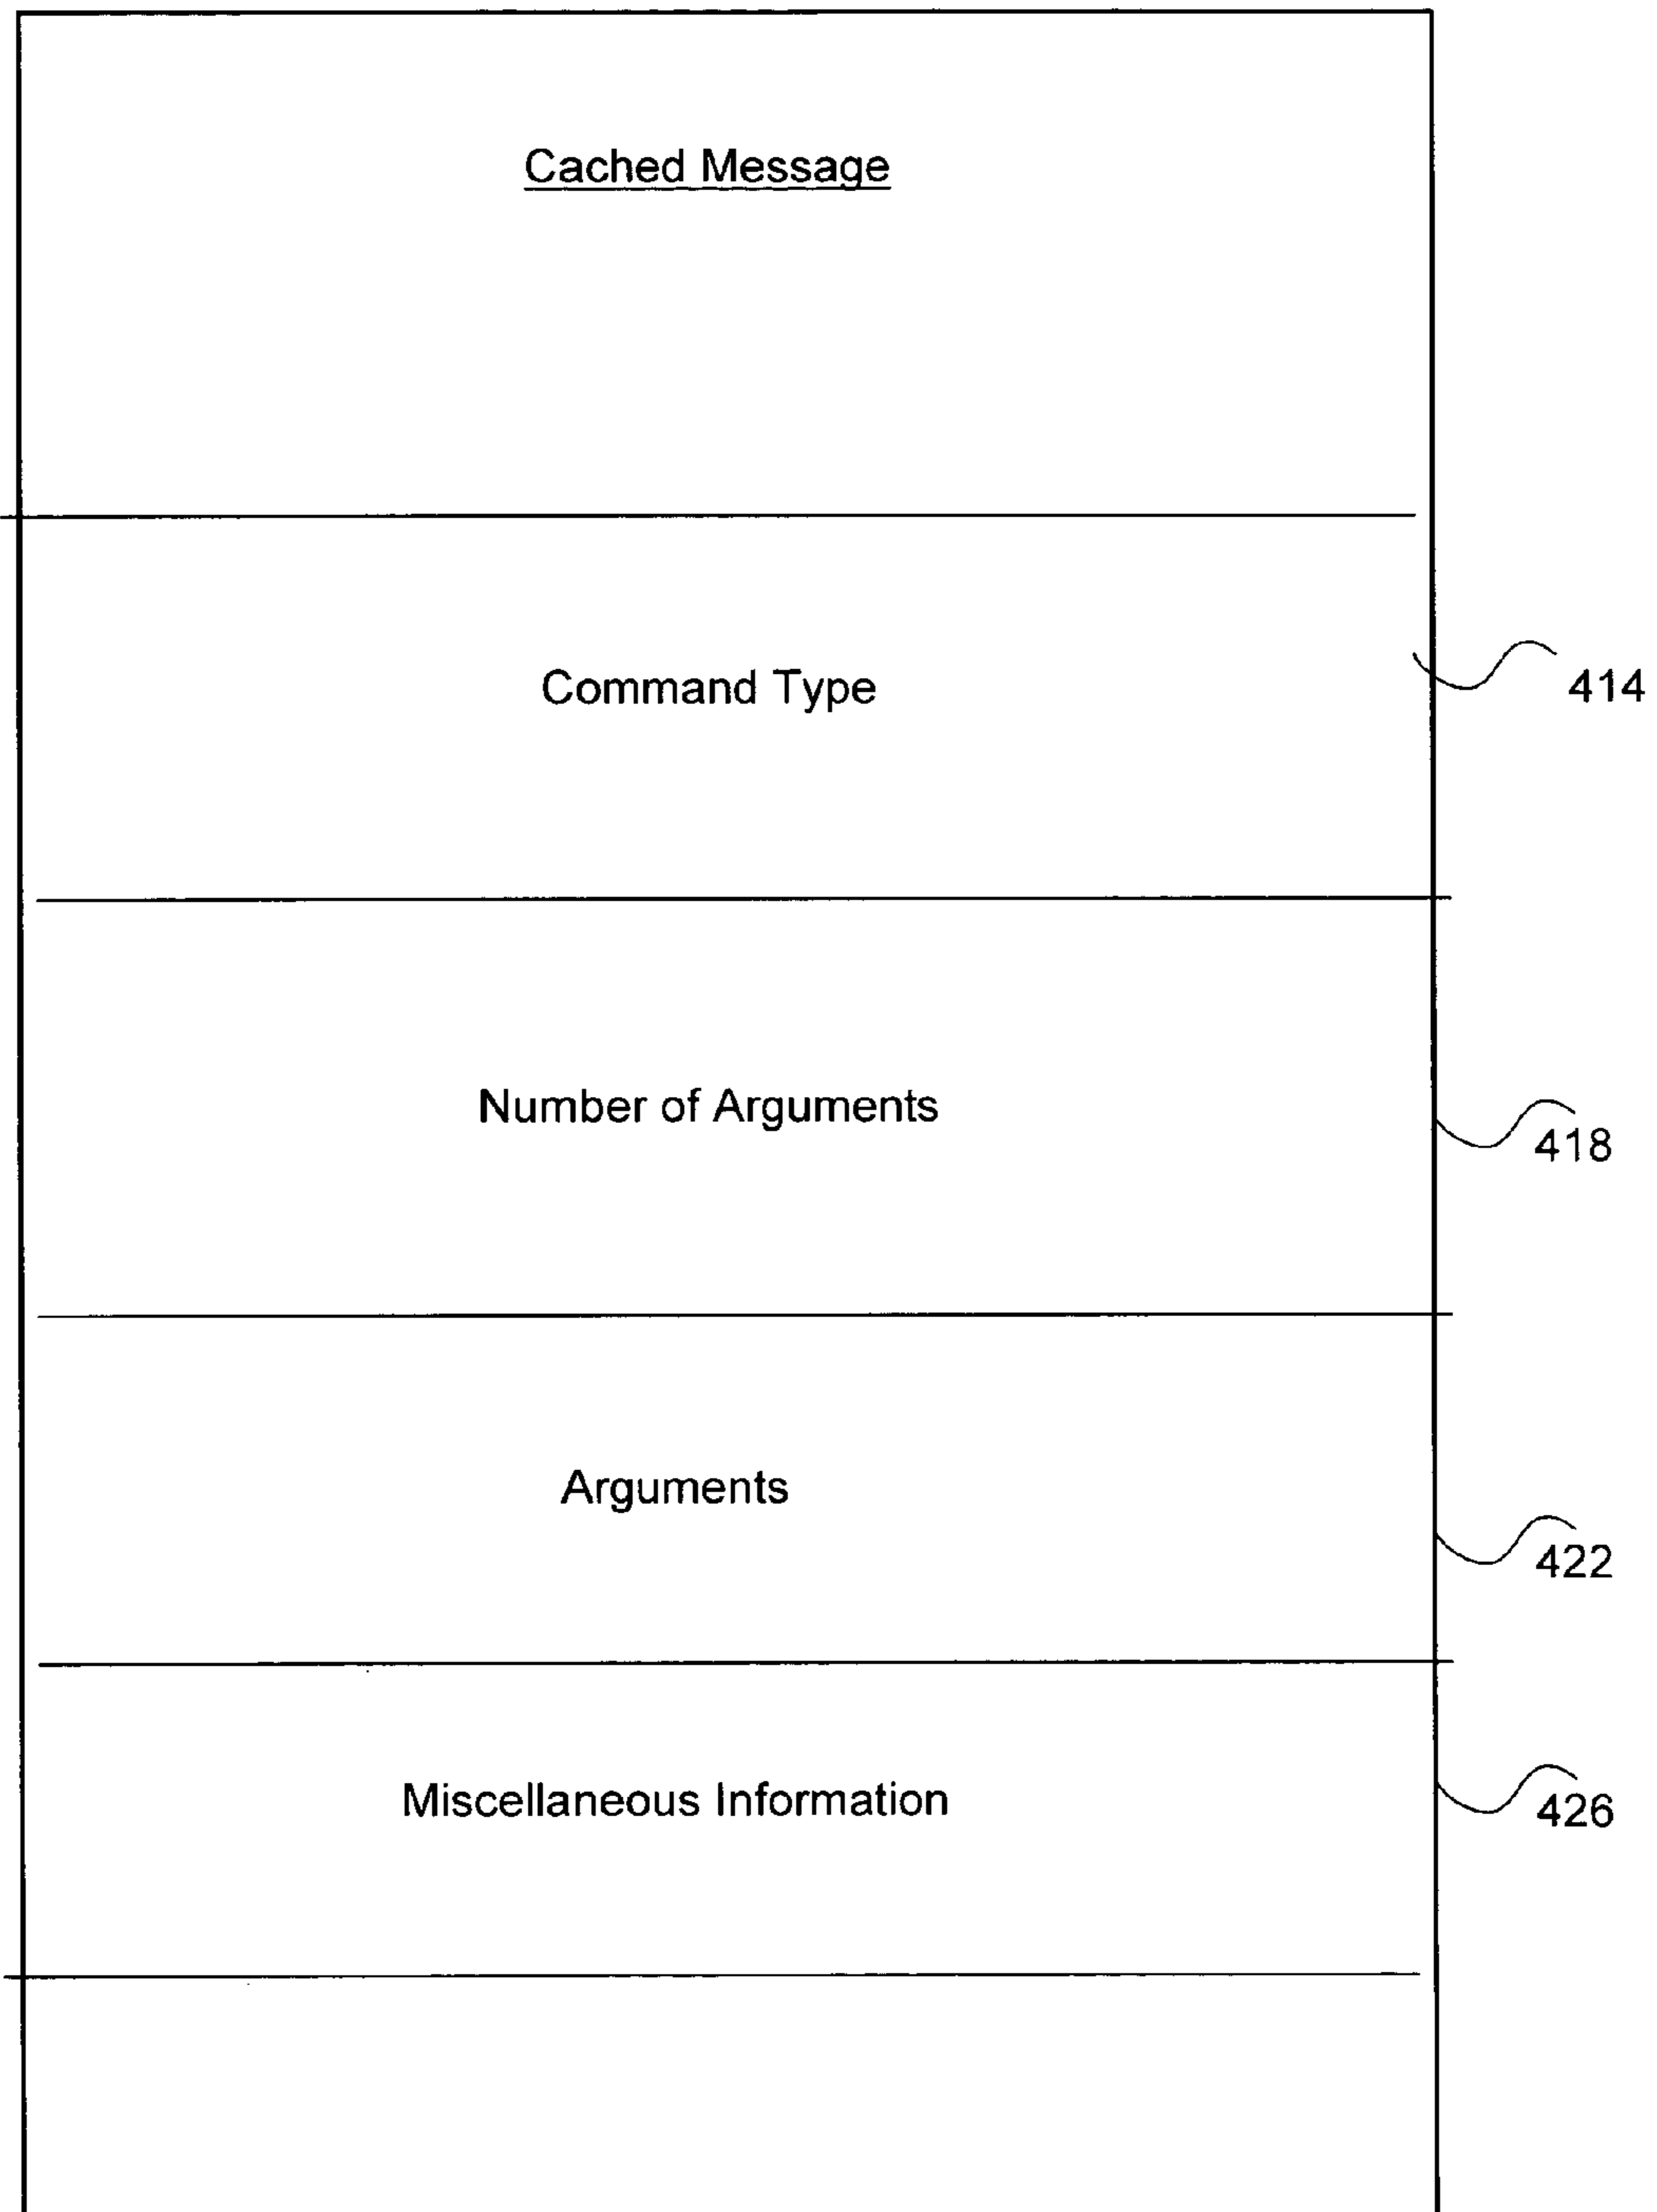 Cached Message
Command Type
414
Number of Arguments
418
Arguments
422
Miscellaneous Information
426